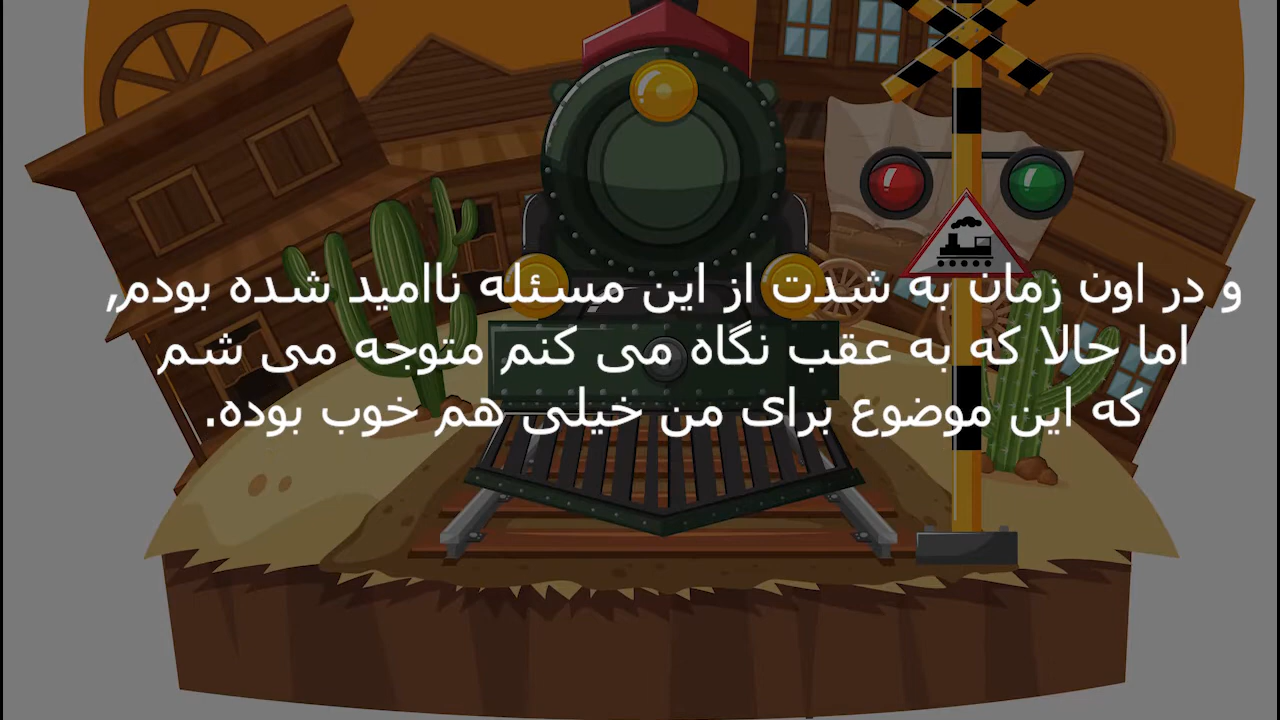 و در اون زمان به شدت از این مسئله ناامید شده بودم,
اما حالا که به عقب نگاه می کنم متوجه می شم
که این موضوع برای من خیلی هم خوب بوده.